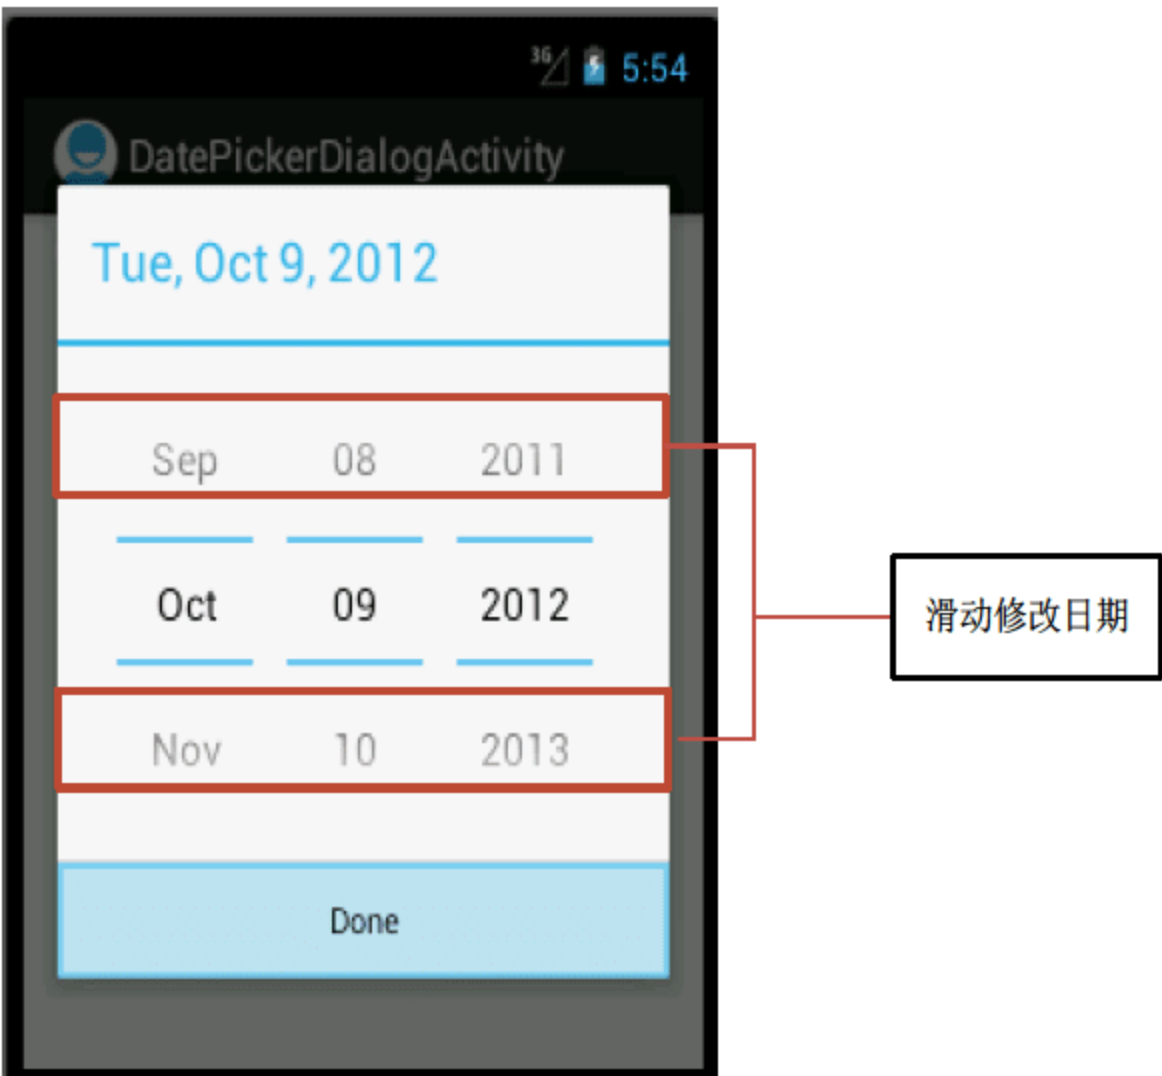 3G 5:54
DatePickerDialogActivity
Tue, Oct 9, 2012
Sep 08 2011
Oct 09 2012
滑动修改日期
Nov 10 2013
Done